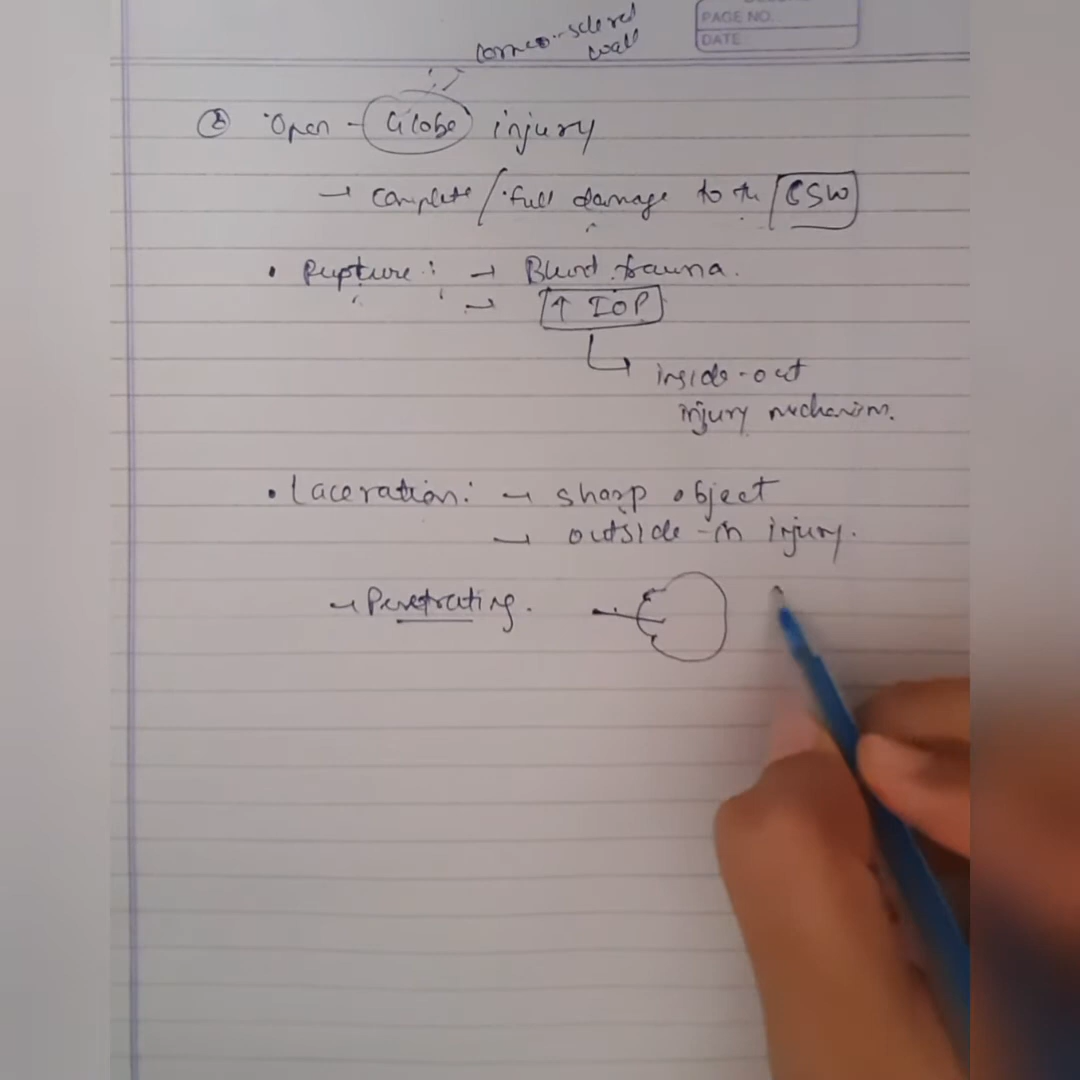 PAGE NO.
DATE
corneo-scleral
wall
② Open - Globe injury
→ complete / full damage to the CSW
• Rupture : → Blunt trauma.
→ ↑ IOP
inside-out
injury mechanism.
• Laceration: → sharp object
→ outside-in injury.
→ Penetrating.